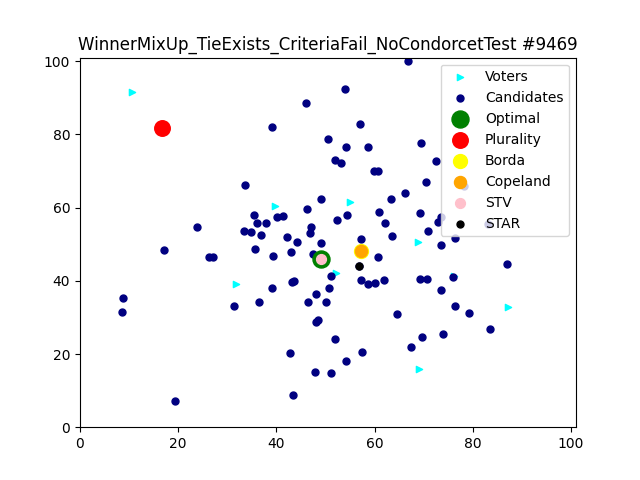 WinnerMixUp_TieExists_CriteriaFail_NoCondorcetTest #9469
100
80
60
40
20
0
0 20 40 60 80 100
Voters
Candidates
Optimal
Plurality
Borda
Copeland
STV
STAR